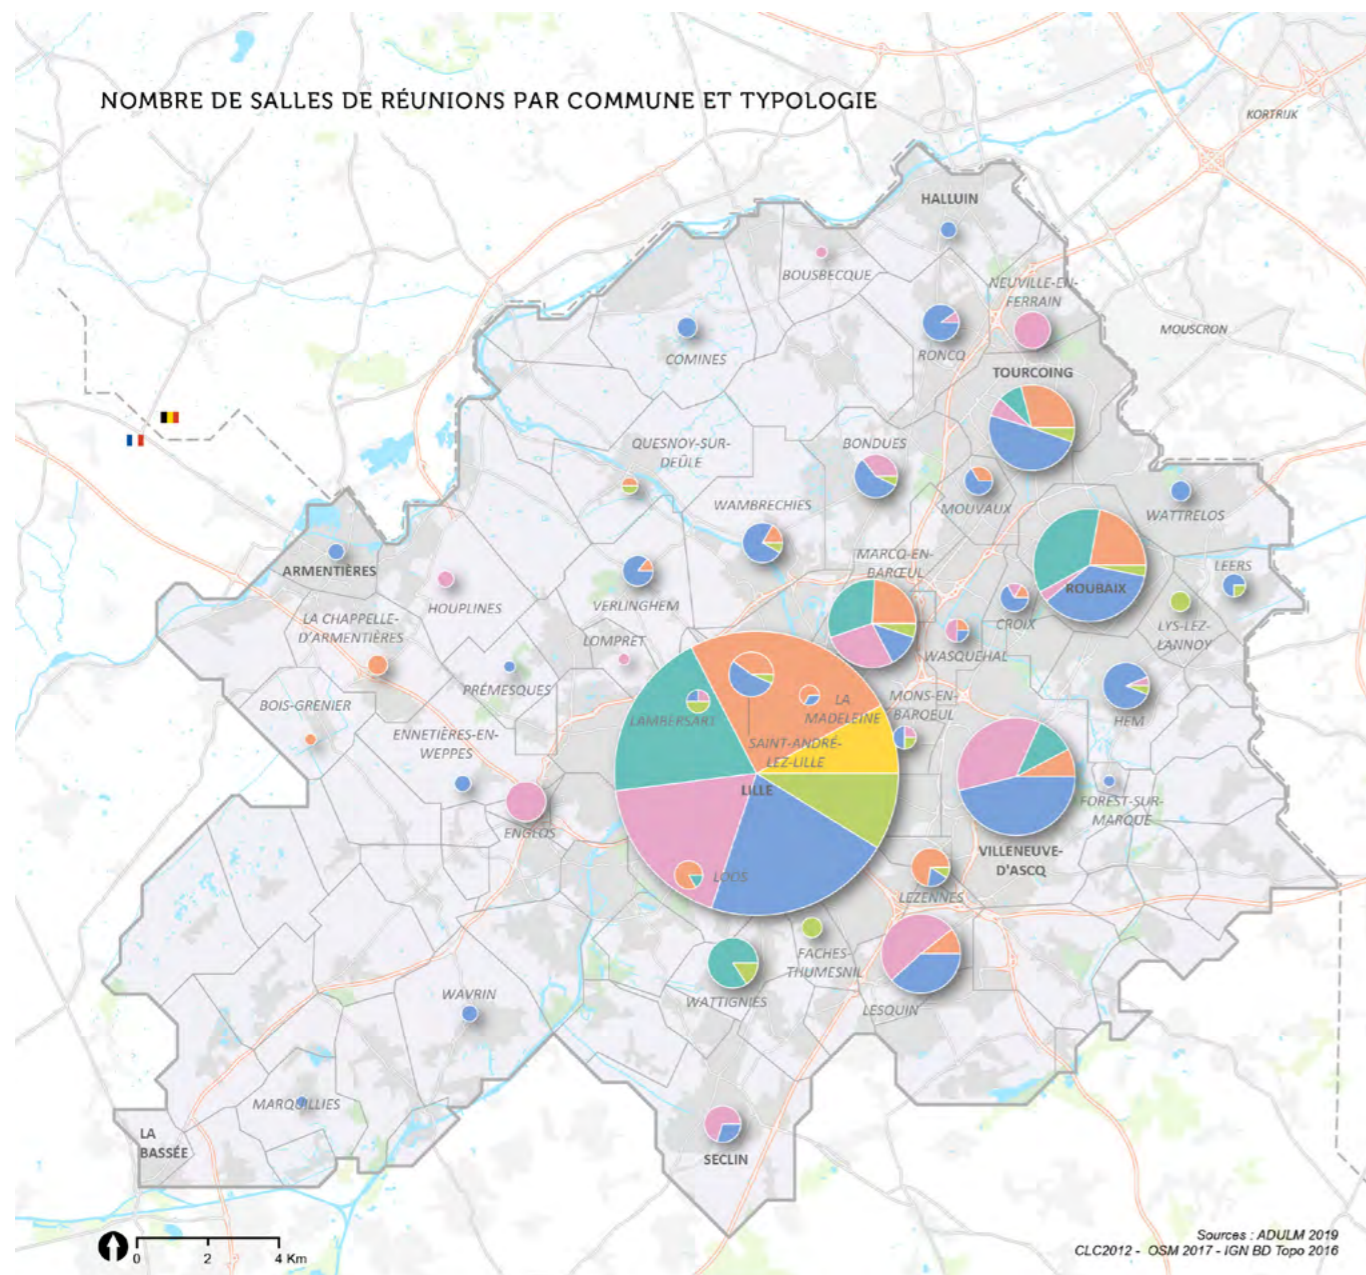 NOMBRE DE SALLES DE RÉUNIONS PAR COMMUNE ET TYPOLOGIE
KORTRIJK
HALLUIN
BOUSBECQUE
NEUVILLE-EN-
FERRAIN
MOUSCRON
COMINES
RONCQ
TOURCOING
QUESNOY-SUR-
DEÛLE
BONDUES
WAMBRECHIES
MOUVAUX
WATTRELOS
MARCQ-EN-
BARŒUL
ARMENTIÈRES
HOUPLINES
VERLINGHEM
ROUBAIX
LEERS
CROIX
LA CHAPPELLE-
D'ARMENTIÈRES
LOMPRET
WASQUEHAL
LYS-LEZ-
LANNOY
PRÉMESQUES
BOIS-GRENIER
LAMBERSART
LA
MADELEINE
MONS-EN-
BAROEUL
HEM
ENNETIÈRES-EN-
WEPPES
SAINT-ANDRÉ-
LEZ-LILLE
LILLE
FOREST-SUR-
MARQUE
ENGLOS
VILLENEUVE-
D'ASCQ
LOOS
LEZENNES
FACHES-
THUMESNIL
WATTIGNIES
LESQUIN
WAVRIN
MARQUILLIES
LA
BASSÉE
SECLIN
0 2 4 Km
Sources : ADULM 2019
CLC2012 - OSM 2017 - IGN BD Topo 2016